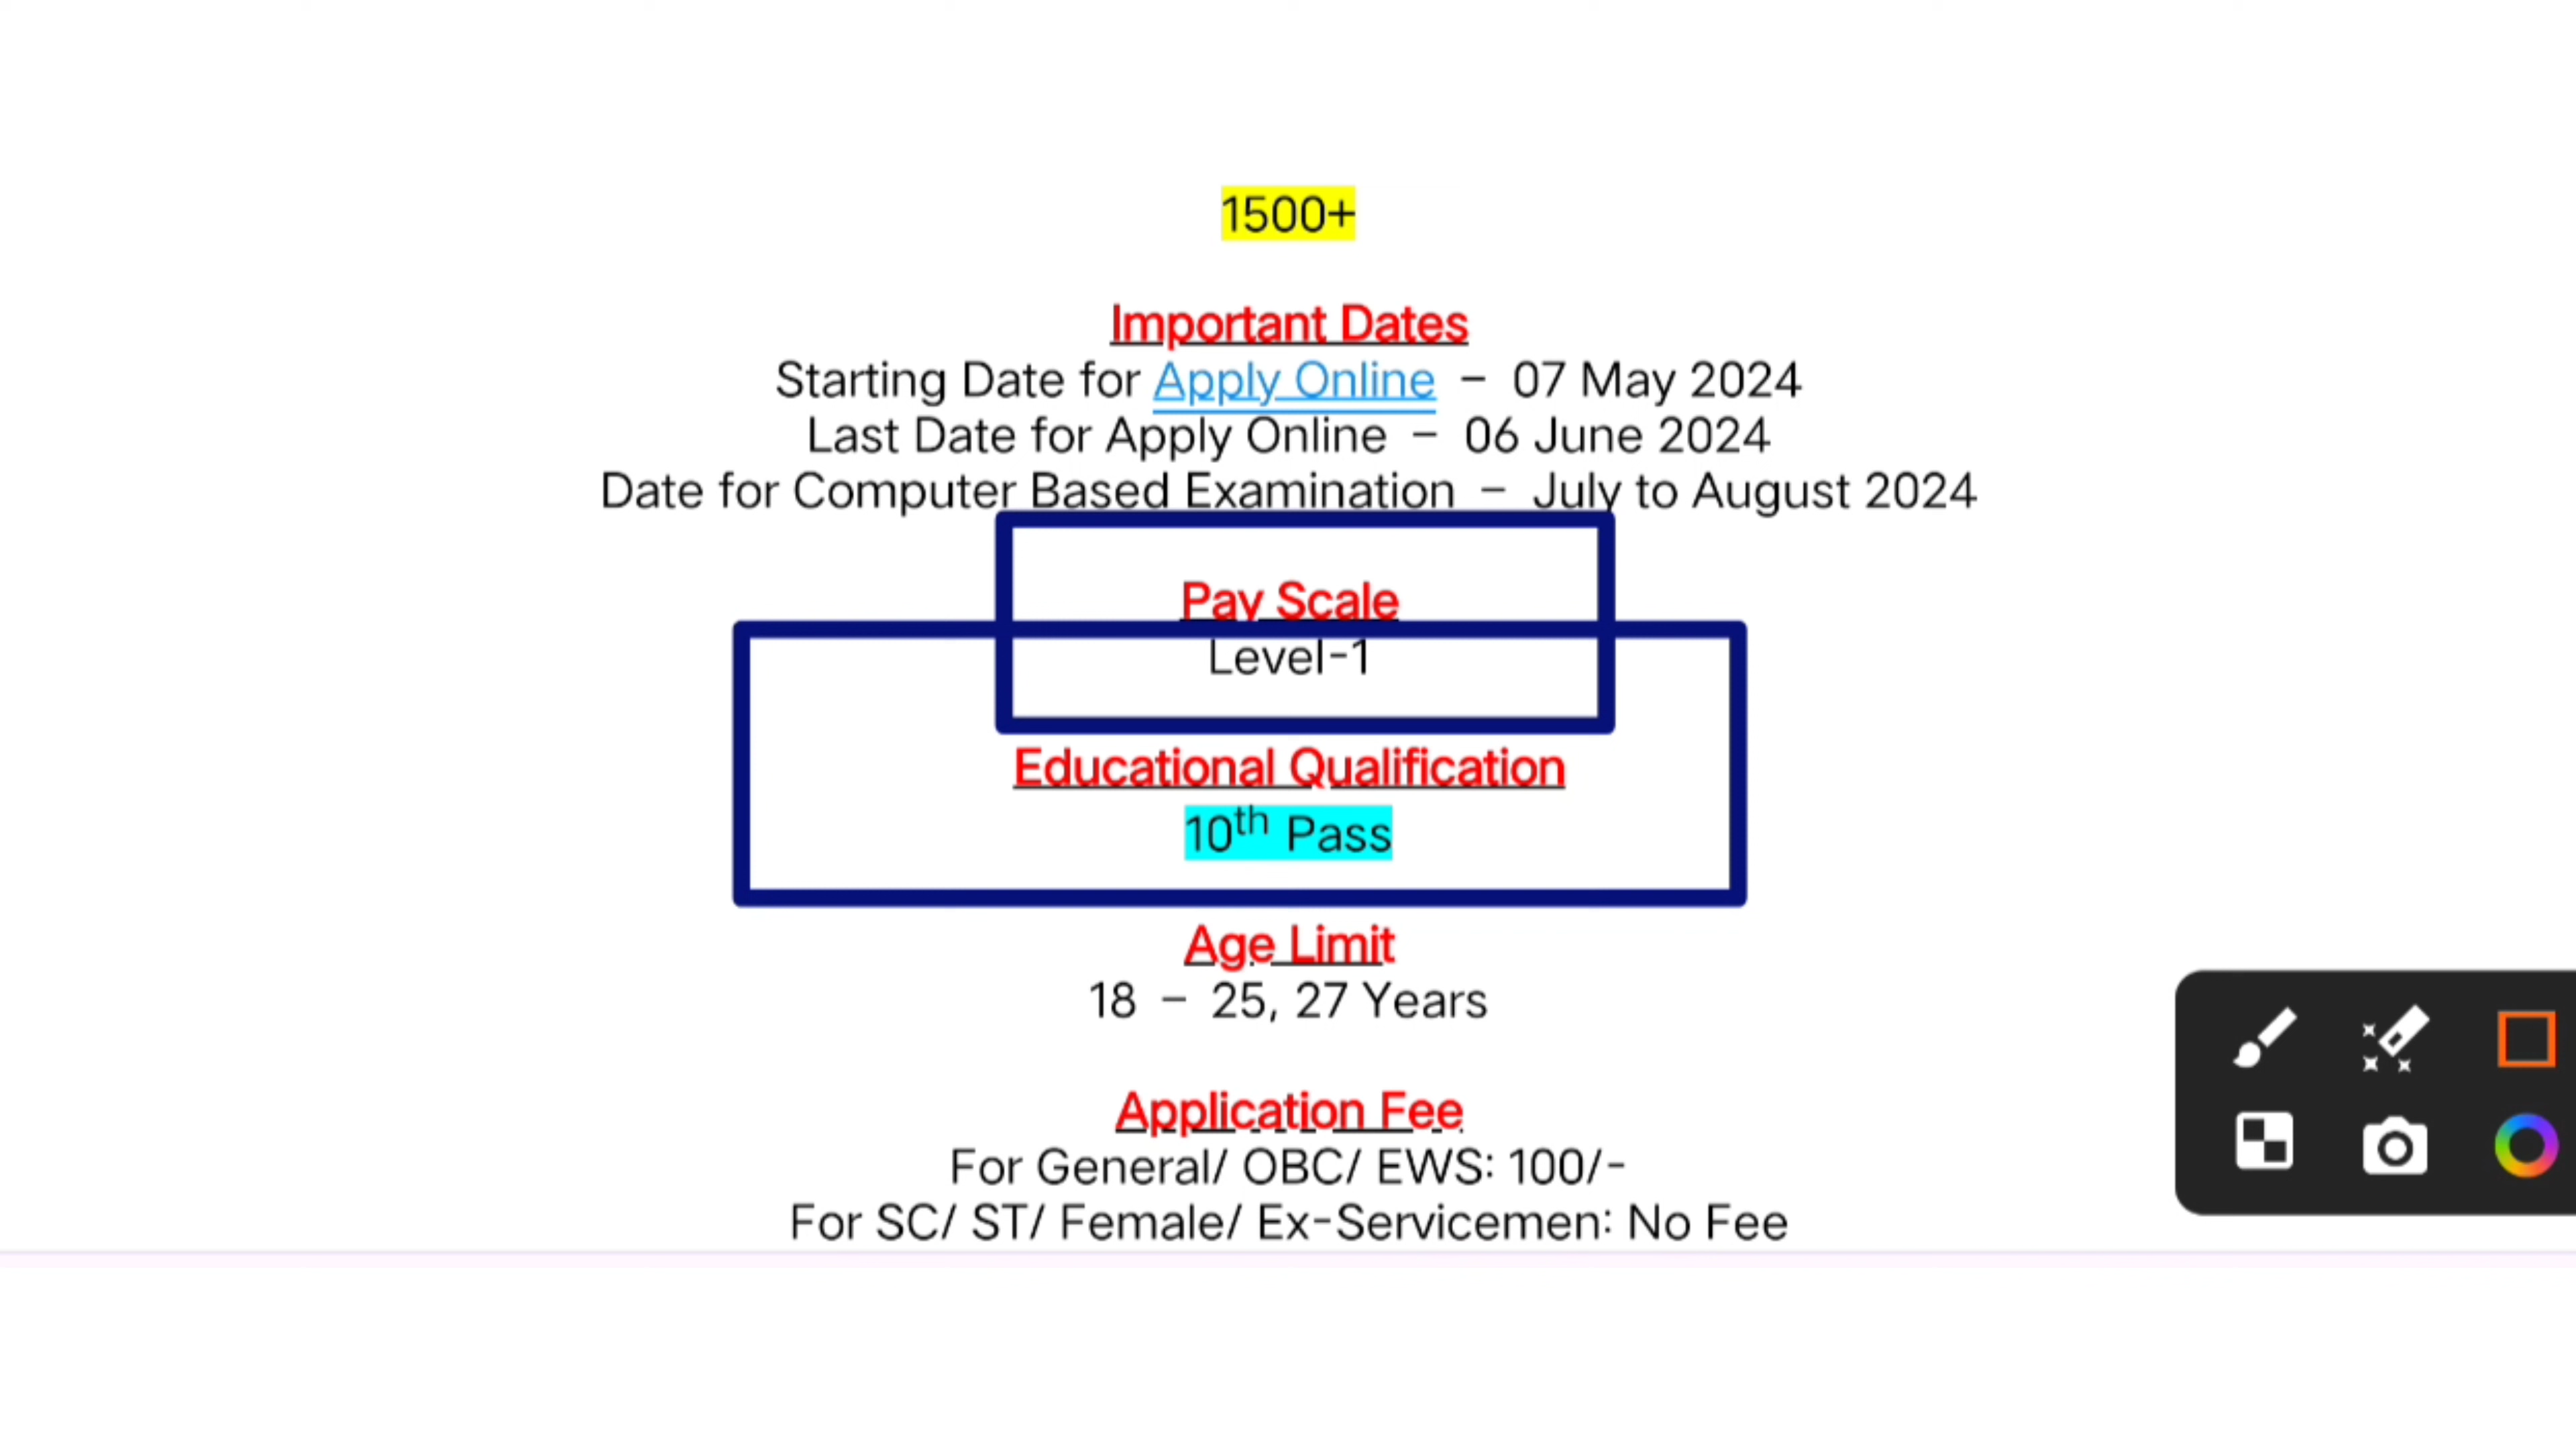 1500+
Important Dates
Starting Date for Apply Online – 07 May 2024
Last Date for Apply Online – 06 June 2024
Date for Computer Based Examination – July to August 2024
Pay Scale
Level-1
Educational Qualification
10th Pass
Age Limit
18 – 25, 27 Years
Application Fee
For General/ OBC/ EWS: 100/-
For SC/ ST/ Female/ Ex-Servicemen: No Fee